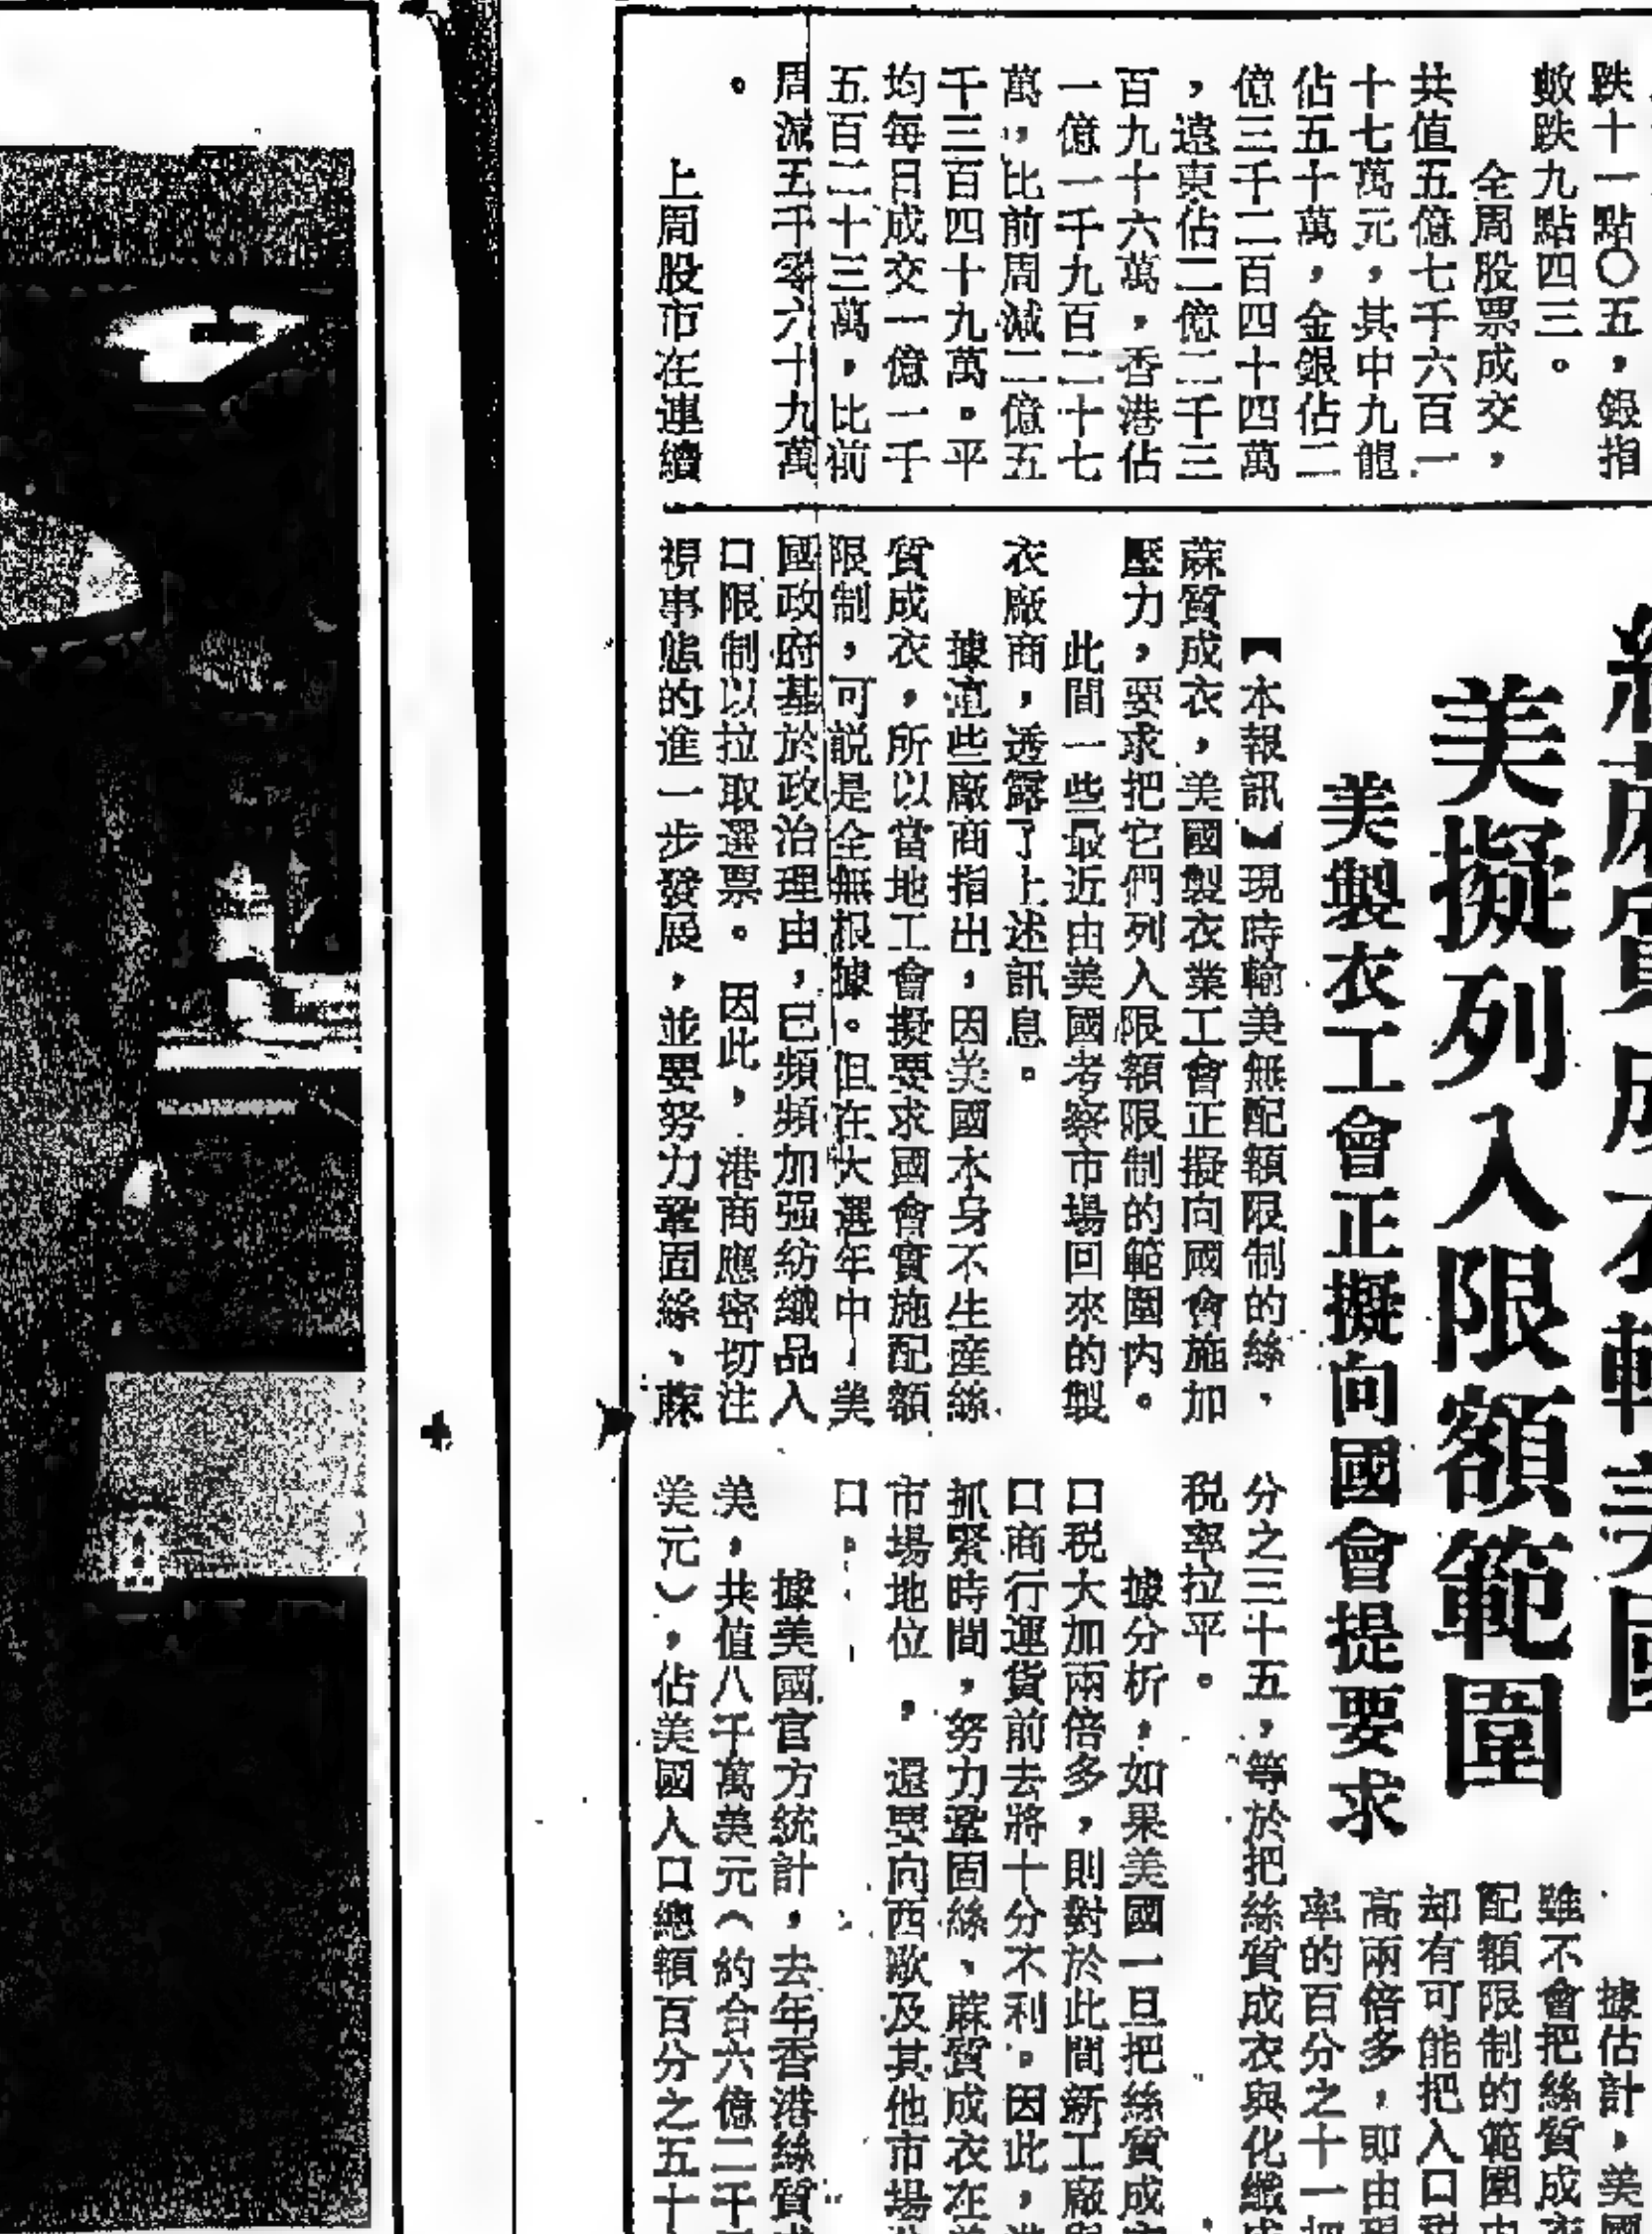 跌十一點〇五，銀指
數跌九點四三。
全周股票成交，
共值五億七千六百一
十七萬元，其中九龍
佔五十萬，金銀佔二
億三千二百四十四萬
，遠東佔二億二千三
百九十六萬，香港佔
一億一千九百二十七
萬，比前周減二億五
千三百四十九萬。平
均每日成交一億一千
五百二十三萬，比前
周減五千零六十九萬
。
上周股市在連續
美擬列入限額範圍
美製衣工會正擬向國會提要求
【本報訊】現時輸美無配額限制的絲、
蔴質成衣，美國製衣業工會正擬向國會施加
壓力，要求把它們列入限額限制的範圍內。
此間一些最近由美國考察市場回來的製
衣廠商，透露了上述訊息。
據這些廠商指出，因美國本身不生產絲
質成衣，所以當地工會擬要求國會實施配額
限制，可說是全無根據。但在大選年中，美
國政府基於政治理由，已頻頻加强紡織品入
口限制以拉取選票。因此，港商應密切注
視事態的進一步發展，並要努力鞏固絲、蔴
據估計，美國
雖不會把絲質成衣
配額限制的範圍內
却有可能把入口稅
高兩倍多，即由現
率的百分之十一把
分之三十五，等於把絲質成衣與化纖成
税率拉平。
據分析，如果美國一旦把絲質成衣
口税大加兩倍多，則對於此間新工廠與
口商行運貨前去將十分不利。因此，港
抓緊時間，努力鞏固絲、蔴質成衣在美
市場地位，還要向西歐及其他市場
口。
據美國官方統計，去年香港絲質成
美，共值八千萬美元（約合六億二千
美元），佔美國入口總額百分之五十